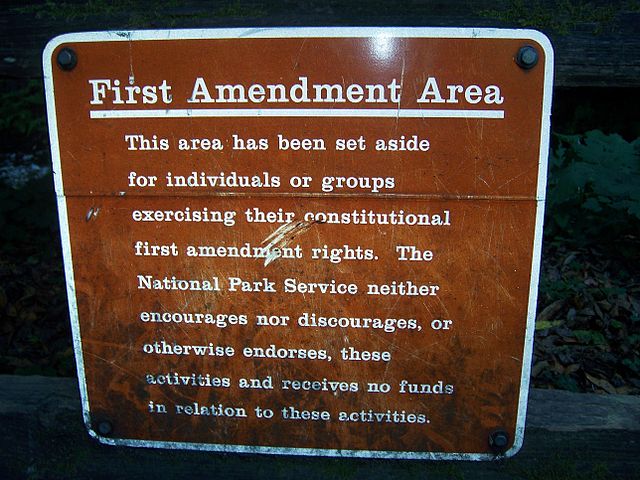 First Amendment Area
This area has been set aside
for individuals or groups
exercising their constitutional
first amendment rights. The
National Park Service neither
encourages nor discourages, or
otherwise endorses, these
activities and receives no funds
in relation to these activities.